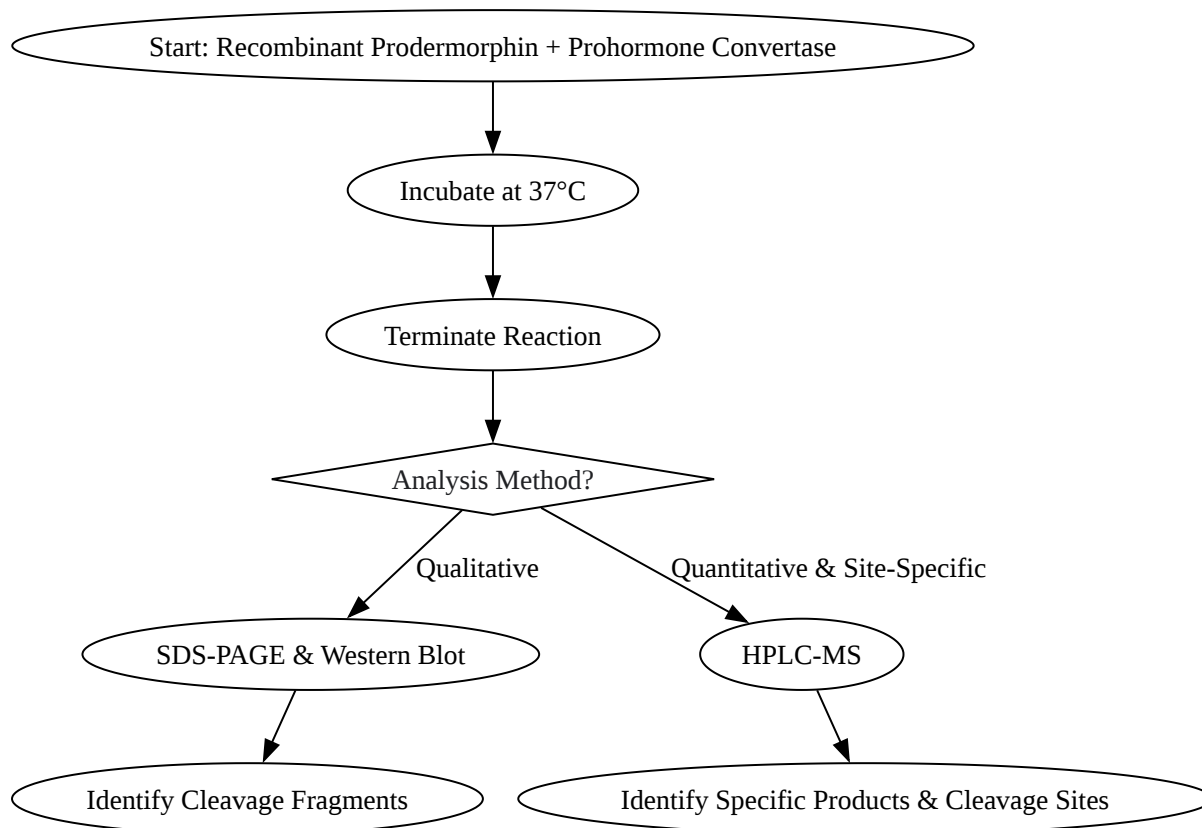 Start: Recombinant Prodermorphin + Prohormone Convertase
Incubate at 37°C
Terminate Reaction
Analysis Method?
Qualitative
Quantitative & Site-Specific
SDS-PAGE & Western Blot
HPLC-MS
Identify Cleavage Fragments
Identify Specific Products & Cleavage Sites